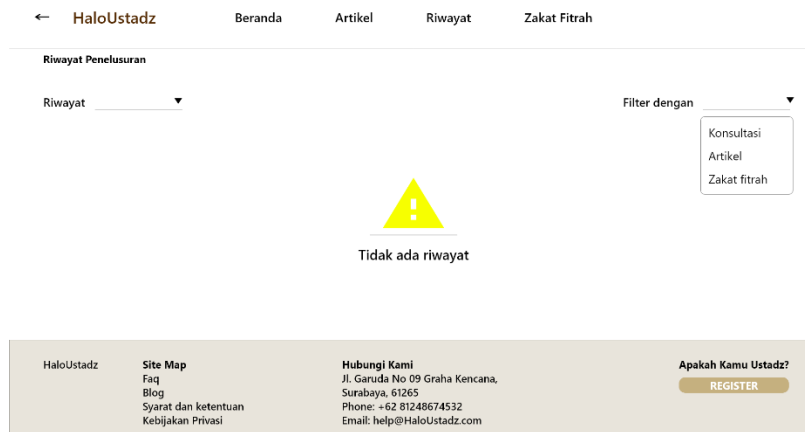 HaloUstadz Beranda Artikel Riwayat Zakat Fitrah
Riwayat Penelusuran
Riwayat
Filter dengan
Konsultasi
Artikel
Zakat fitrah
Tidak ada riwayat
HaloUstadz
Site Map
Faq
Blog
Syarat dan ketentuan
Kebijakan Privasi
Hubungi Kami
Jl. Garuda No 09 Graha Kencana,
Surabaya, 61265
Phone: +62 81248674532
Email: help@HaloUstadz.com
Apakah Kamu Ustadz?
REGISTER